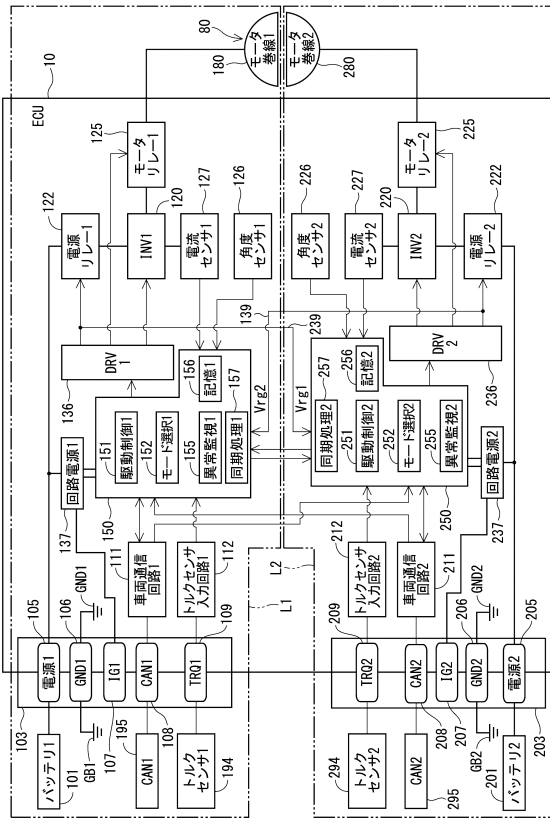 10
80
ECU
180
モータ
巻線1
モータ
巻線2
280
125
モータ
リレー1
モータ
リレー2
225
122
電源
リレー1
120
INV1
127
電流
センサ1
126
角度
センサ1
226
角度
センサ2
227
電流
センサ2
220
INV2
222
電源
リレー2
139
239
136
DRV
1
DRV
2
236
Vrg2
Vrg1
137
回路電源1
150
151
駆動制御1
152
モード選択1
155
異常監視1
156
記憶1
157
同期処理1
257
同期処理2
256
記憶2
251
駆動制御2
252
モード選択2
255
異常監視2
250
回路電源2
237
111
車両通信
回路1
112
トルクセンサ
入力回路1
212
トルクセンサ
入力回路2
211
車両通信
回路2
L2
L1
103
105
電源1
106
GND1
GND1
107
IG1
108
CAN1
109
TRQ1
209
TRQ2
208
CAN2
207
IG2
206
GND2
GND2
205
電源2
203
101
バッテリ1
GB1
195
CAN1
194
トルク
センサ1
294
トルク
センサ2
295
CAN2
GB2
201
バッテリ2